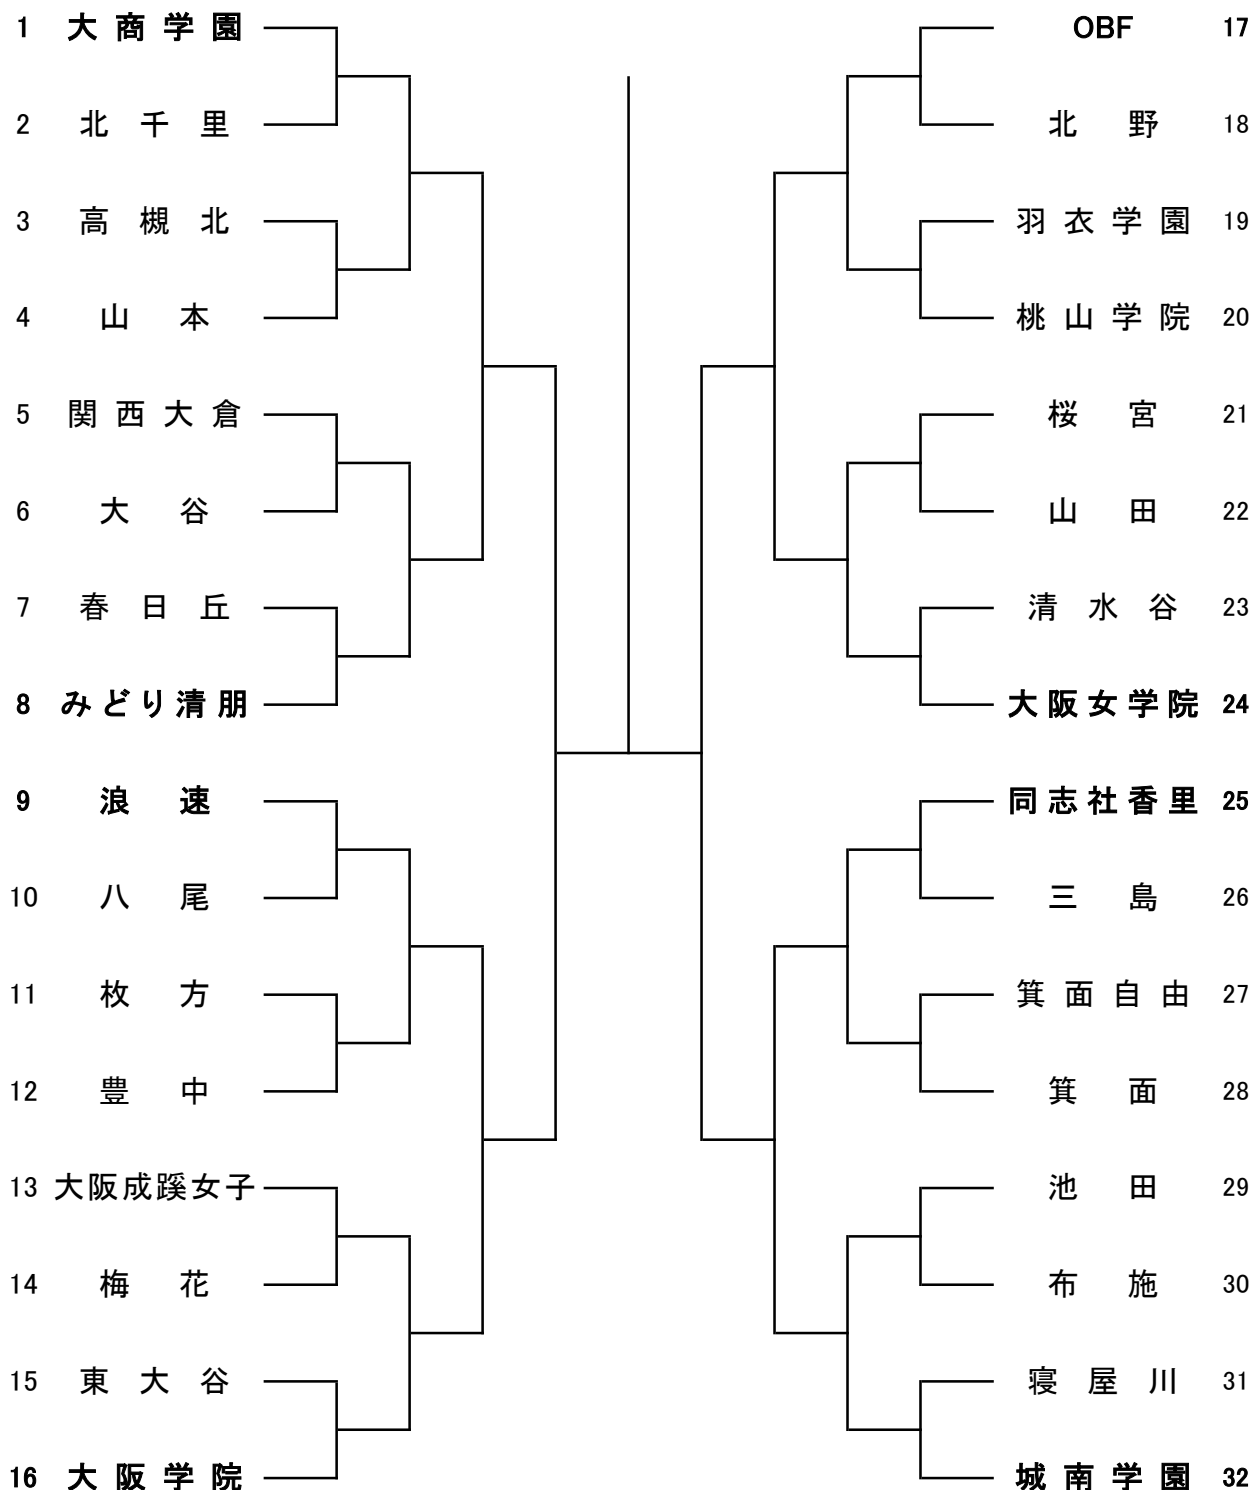 1 大商学園
2 北千里
3 高槻北
4 山本
5 関西大倉
6 大谷
7 春日丘
8 みどり清朋
9 浪速
10 八尾
11 枚方
12 豊中
13 大阪成蹊女子
14 梅花
15 東大谷
16 大阪学院
OBF 17
北野 18
羽衣学園 19
桃山学院 20
桜宮 21
山田 22
清水谷 23
大阪女学院 24
同志社香里 25
三島 26
箕面自由 27
箕面 28
池田 29
布施 30
寝屋川 31
城南学園 32